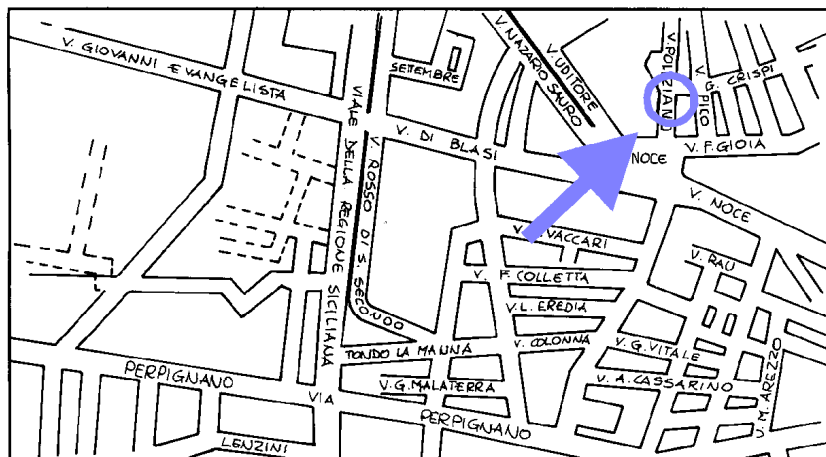 V. GIOVANNI EVANGELISTA
SETEMBRE
V. NAZARIO SAURO
V. UDITORE
V. POLIZIANO
V. PICO
V. G. CRISPI
VIALE DELLA REGIONE SICILIANA
V. ROSSO DI S. SECONDO
V. DI BLASI
NOCE
V. F. GIOIA
V. NOCE
VACCARI
V. RAU
V. F. COLLETTA
V. L. EREDIA
V. COLONNA
TONDO LA MANNA
V. G. VITALE
PERPIGNANO
V. G. MALATERRA
V. A. CASSARINO
V. M. AREZZO
VIA
PERPIGNANO
LENZINI